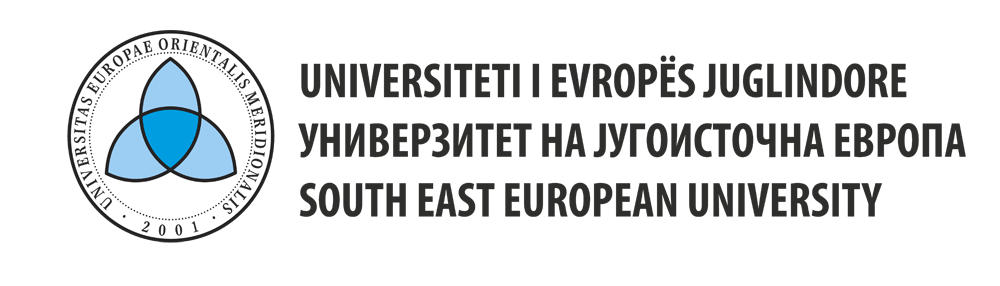 UNIVERSITAS EUROPAE ORIENTALIS MERIDIONALIS
· 2001 ·
UNIVERSITETI I EVROPËS JUGLINDORE
УНИВЕРЗИТЕТ НА ЈУГОИСТОЧНА ЕВРОПА
SOUTH EAST EUROPEAN UNIVERSITY